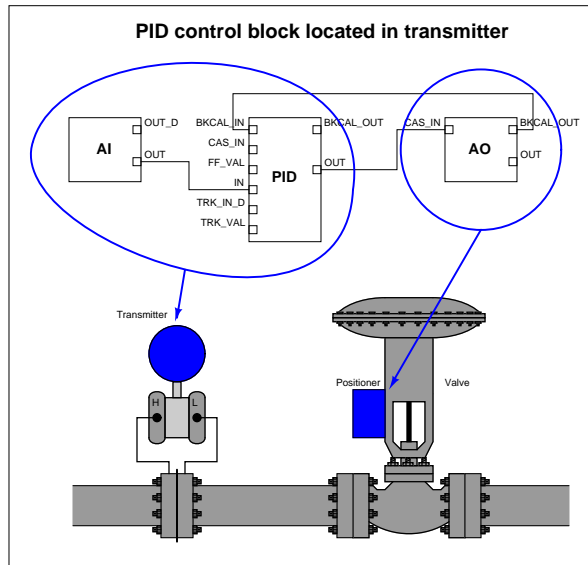 PID control block located in transmitter
AI
OUT_D
OUT
BKCAL_IN
CAS_IN
FF_VAL
IN
TRK_IN_D
TRK_VAL
PID
BKCAL_OUT
OUT
CAS_IN
AO
BKCAL_OUT
OUT
Transmitter
H
L
Positioner
Valve